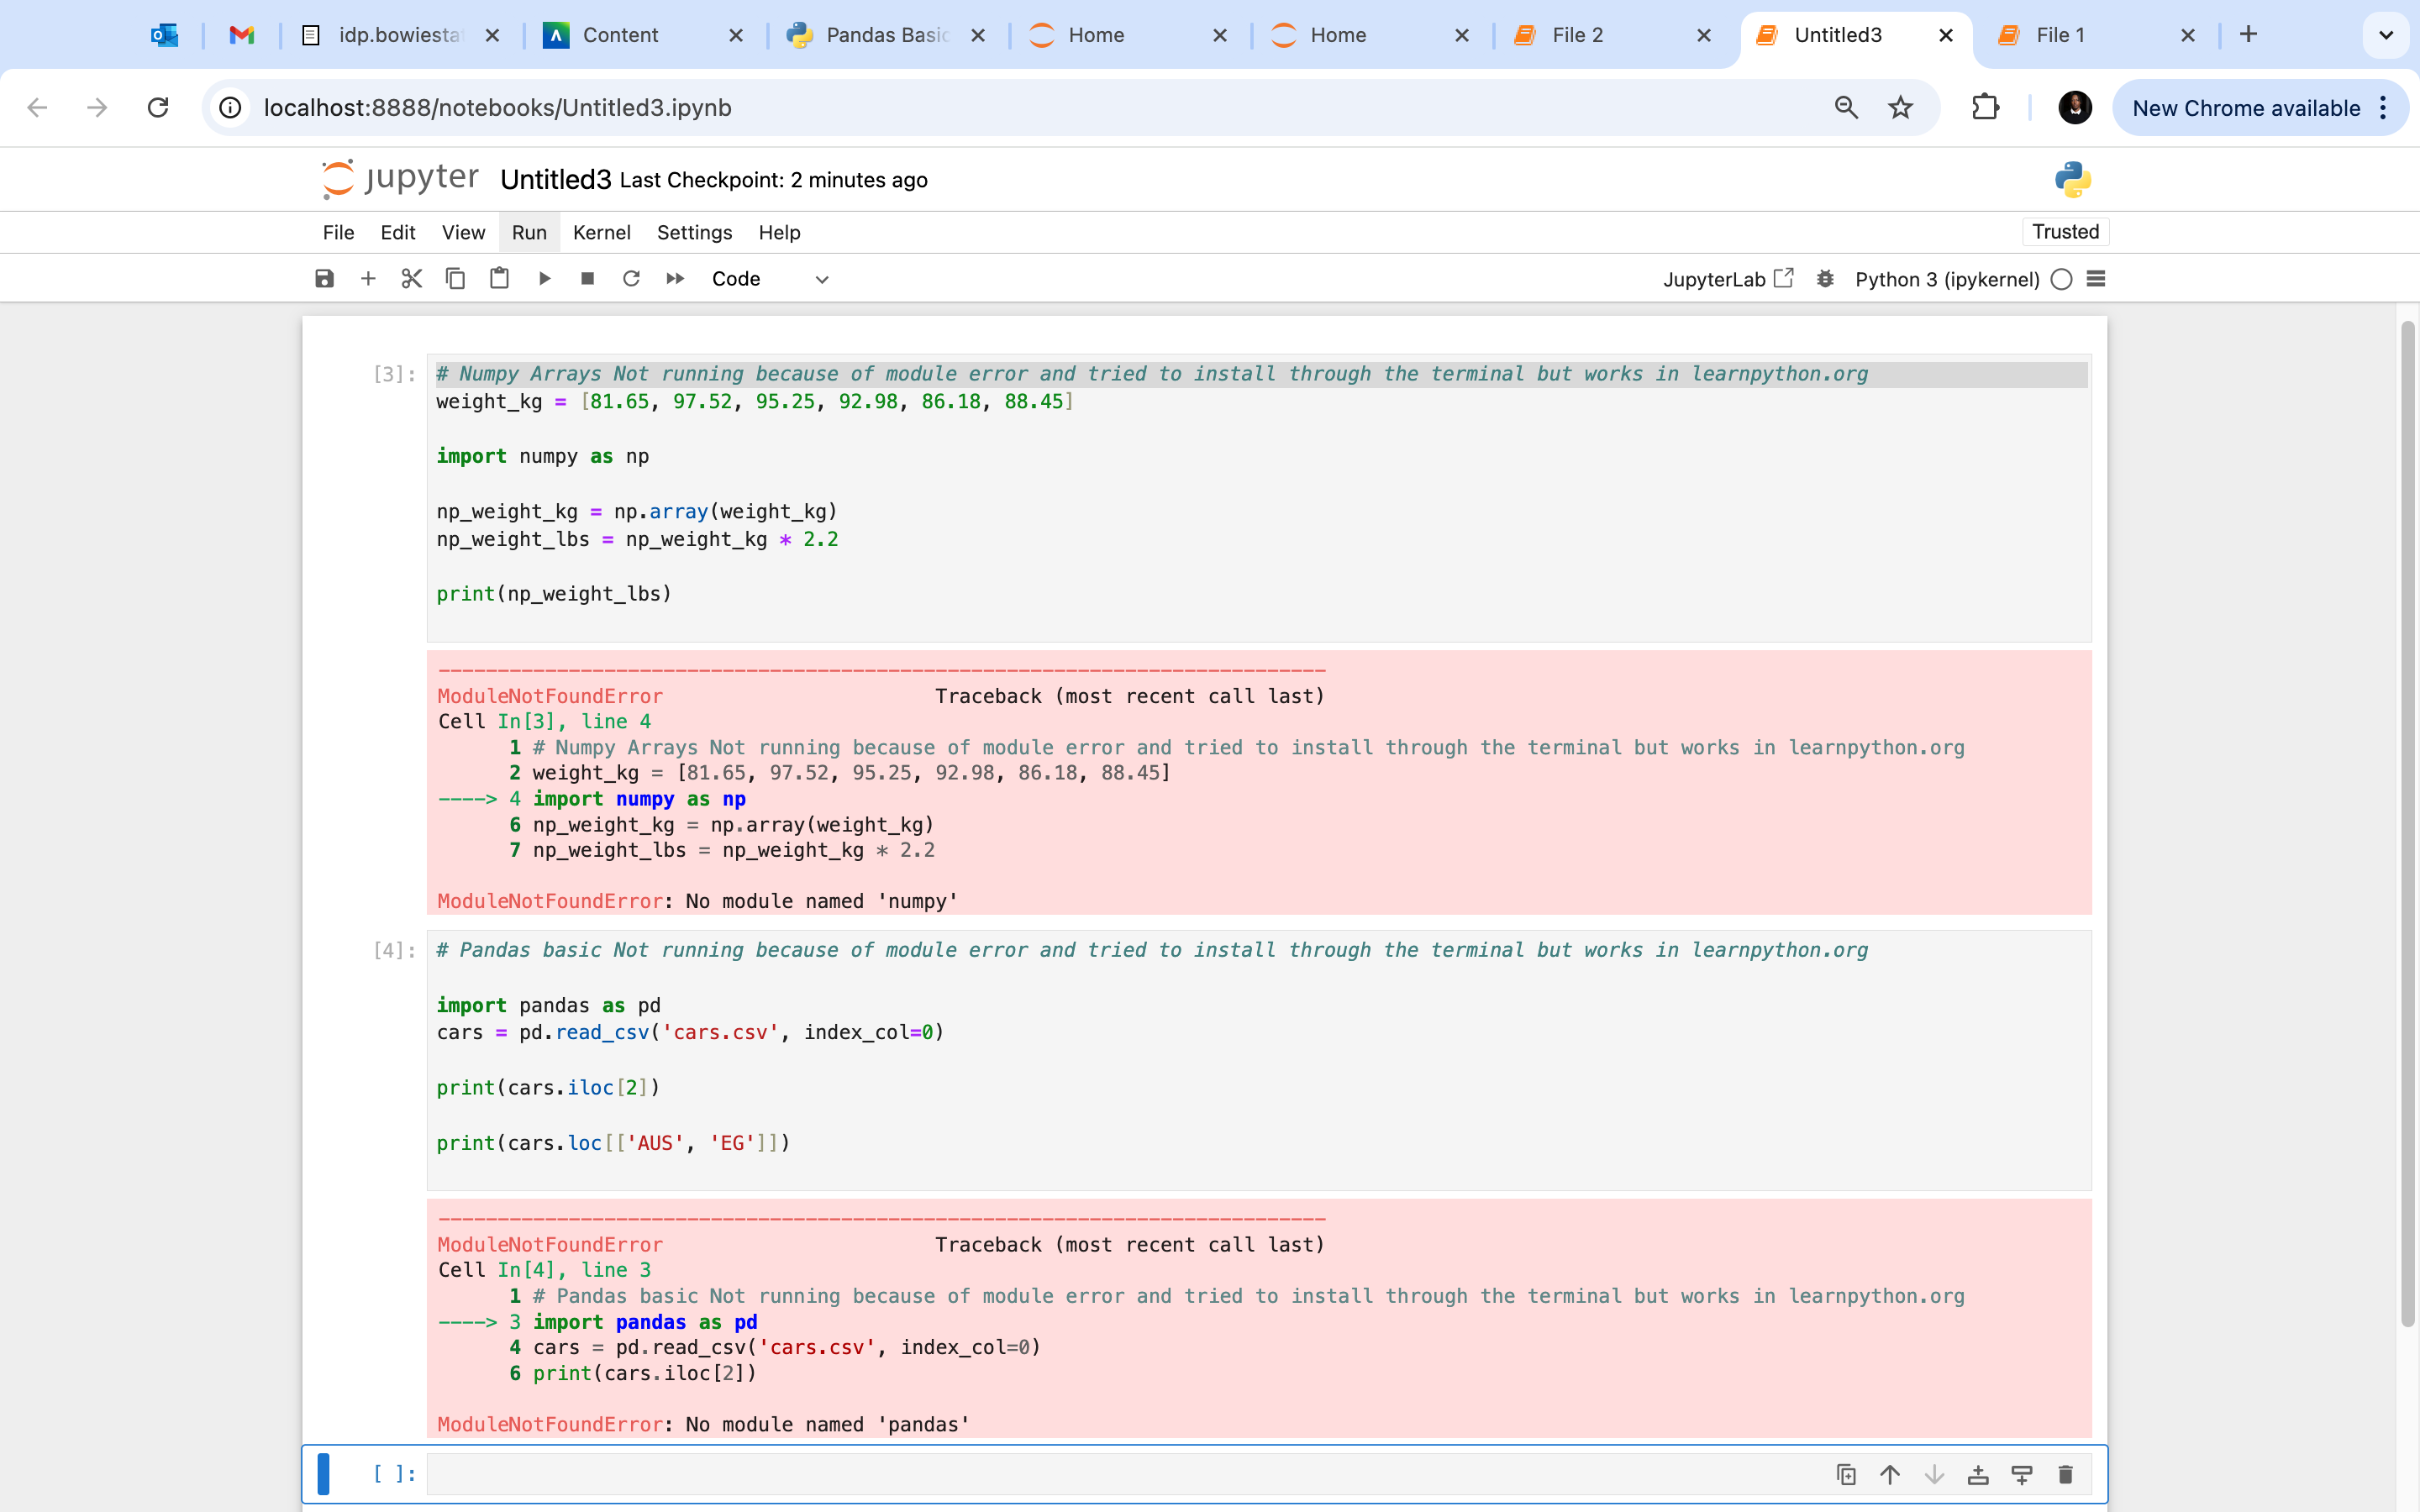 idp.bowiesta
Content
Pandas Basic
Home
Home
File 2
Untitled3
File 1
localhost:8888/notebooks/Untitled3.ipynb
New Chrome available
jupyter Untitled3 Last Checkpoint: 2 minutes ago
File Edit View Run Kernel Settings Help
Trusted
Code
JupyterLab
Python 3 (ipykernel)
[3]:
# Numpy Arrays Not running because of module error and tried to install through the terminal but works in learnpython.org
weight_kg = [81.65, 97.52, 95.25, 92.98, 86.18, 88.45]
import numpy as np
np_weight_kg = np.array(weight_kg)
np_weight_lbs = np_weight_kg * 2.2
print(np_weight_lbs)
---------------------------------------------------------------------------
ModuleNotFoundError                       Traceback (most recent call last)
Cell In[3], line 4
      1 # Numpy Arrays Not running because of module error and tried to install through the terminal but works in learnpython.org
      2 weight_kg = [81.65, 97.52, 95.25, 92.98, 86.18, 88.45]
----> 4 import numpy as np
      6 np_weight_kg = np.array(weight_kg)
      7 np_weight_lbs = np_weight_kg * 2.2
ModuleNotFoundError: No module named 'numpy'
[4]:
# Pandas basic Not running because of module error and tried to install through the terminal but works in learnpython.org
import pandas as pd
cars = pd.read_csv('cars.csv', index_col=0)
print(cars.iloc[2])
print(cars.loc[['AUS', 'EG']])
---------------------------------------------------------------------------
ModuleNotFoundError                       Traceback (most recent call last)
Cell In[4], line 3
      1 # Pandas basic Not running because of module error and tried to install through the terminal but works in learnpython.org
----> 3 import pandas as pd
      4 cars = pd.read_csv('cars.csv', index_col=0)
      6 print(cars.iloc[2])
ModuleNotFoundError: No module named 'pandas'
[ ]: